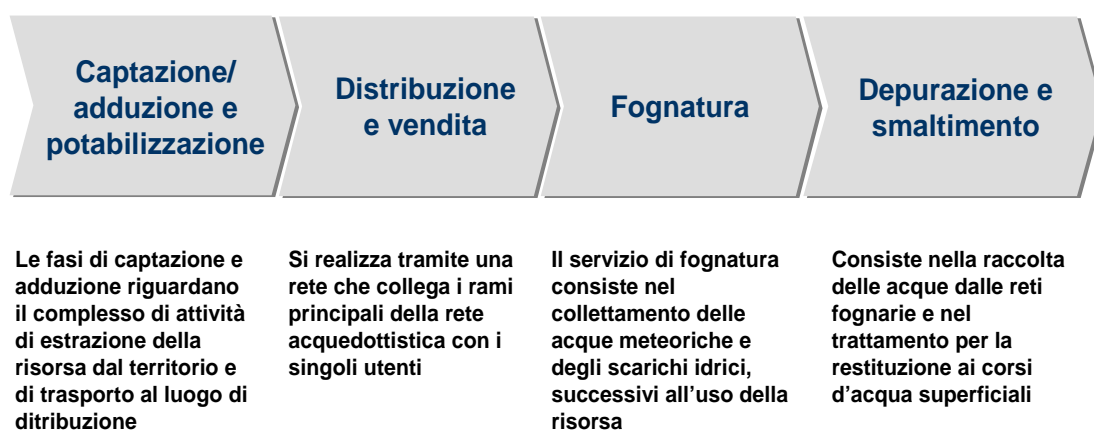 Captazione/
adduzione e
potabilizzazione
Distribuzione
e vendita
Fognatura
Depurazione e
smaltimento
Le fasi di captazione e
adduzione riguardano
il complesso di attività
di estrazione della
risorsa dal territorio e
di trasporto al luogo di
ditribuzione
Si realizza tramite una
rete che collega i rami
principali della rete
acquedottistica con i
singoli utenti
Il servizio di fognatura
consiste nel
collettamento delle
acque meteoriche e
degli scarichi idrici,
successivi all'uso della
risorsa
Consiste nella raccolta
delle acque dalle reti
fognarie e nel
trattamento per la
restituzione ai corsi
d'acqua superficiali